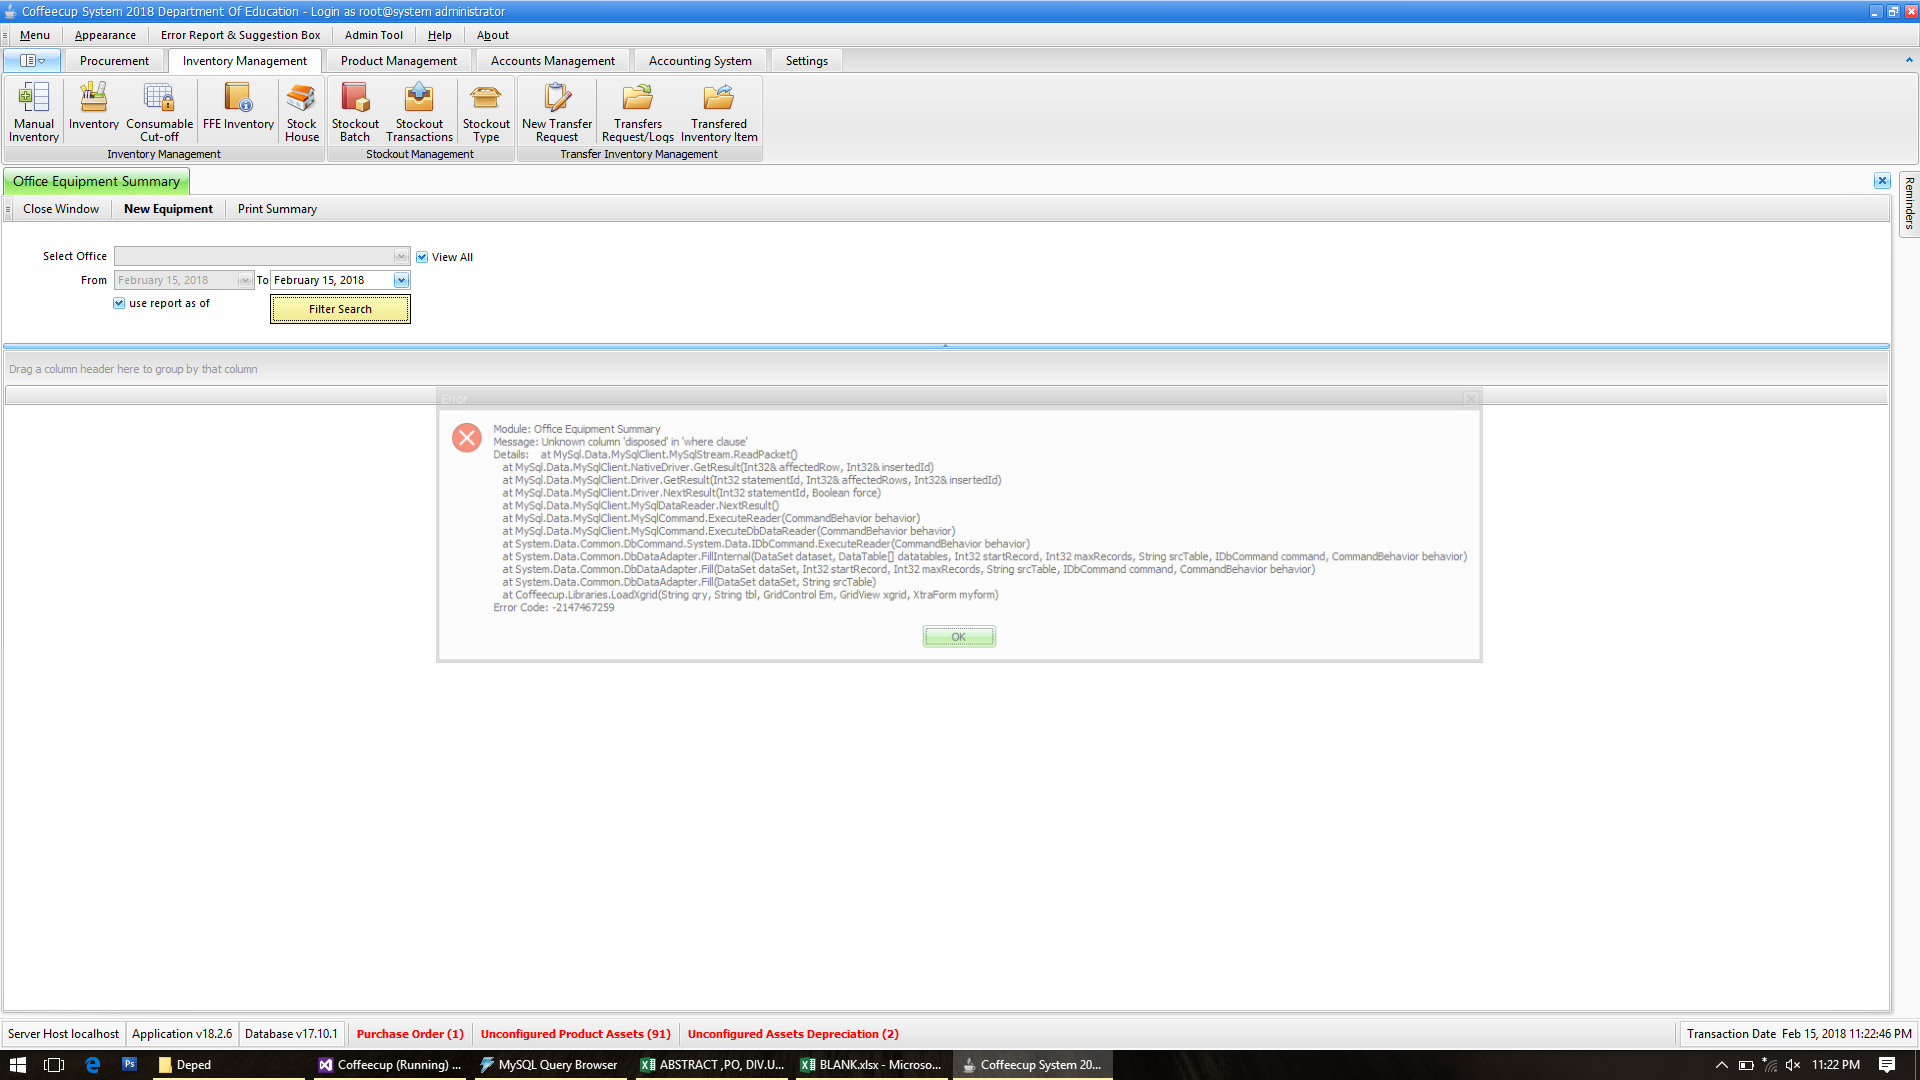 Coffeecup System 2018 Department Of Education - Login as root@system administrator
Menu Appearance Error Report & Suggestion Box Admin Tool Help About
Procurement Inventory Management Product Management Accounts Management Accounting System Settings
Manual Inventory
Inventory
Consumable Cut-off
FFE Inventory
Stock House
Stockout Batch
Stockout Transactions
Stockout Type
New Transfer Request
Transfers Request/Logs
Transfered Inventory Item
Inventory Management Stockout Management Transfer Inventory Management
Office Equipment Summary
Reminders
Close Window New Equipment Print Summary
Select Office View All
From February 15, 2018 To February 15, 2018
use report as of Filter Search
Drag a column header here to group by that column
Error
Module: Office Equipment Summary
Message: Unknown column 'disposed' in 'where clause'
Details: at MySql.Data.MySqlClient.MySqlStream.ReadPacket()
at MySql.Data.MySqlClient.NativeDriver.GetResult(Int32& affectedRow, Int32& insertedId)
at MySql.Data.MySqlClient.Driver.GetResult(Int32 statementId, Int32& affectedRows, Int32& insertedId)
at MySql.Data.MySqlClient.Driver.NextResult(Int32 statementId, Boolean force)
at MySql.Data.MySqlClient.MySqlDataReader.NextResult()
at MySql.Data.MySqlClient.MySqlCommand.ExecuteReader(CommandBehavior behavior)
at MySql.Data.MySqlClient.MySqlCommand.ExecuteDbDataReader(CommandBehavior behavior)
at System.Data.Common.DbCommand.System.Data.IDbCommand.ExecuteReader(CommandBehavior behavior)
at System.Data.Common.DbDataAdapter.FillInternal(DataSet dataset, DataTable[] datatables, Int32 startRecord, Int32 maxRecords, String srcTable, IDbCommand command, CommandBehavior behavior)
at System.Data.Common.DbDataAdapter.Fill(DataSet dataSet, Int32 startRecord, Int32 maxRecords, String srcTable, IDbCommand command, CommandBehavior behavior)
at System.Data.Common.DbDataAdapter.Fill(DataSet dataSet, String srcTable)
at Coffeecup.Libraries.LoadXgrid(String qry, String tbl, GridControl Em, GridView xgrid, XtraForm myform)
Error Code: -2147467259
OK
Server Host localhost Application v18.2.6 Database v17.10.1 Purchase Order (1) Unconfigured Product Assets (91) Unconfigured Assets Depreciation (2) Transaction Date Feb 15, 2018 11:22:46 PM
Ps Deped Coffeecup (Running) ... MySQL Query Browser ABSTRACT ,PO, DIV.U... BLANK.xlsx - Microso... Coffeecup System 20... 11:22 PM